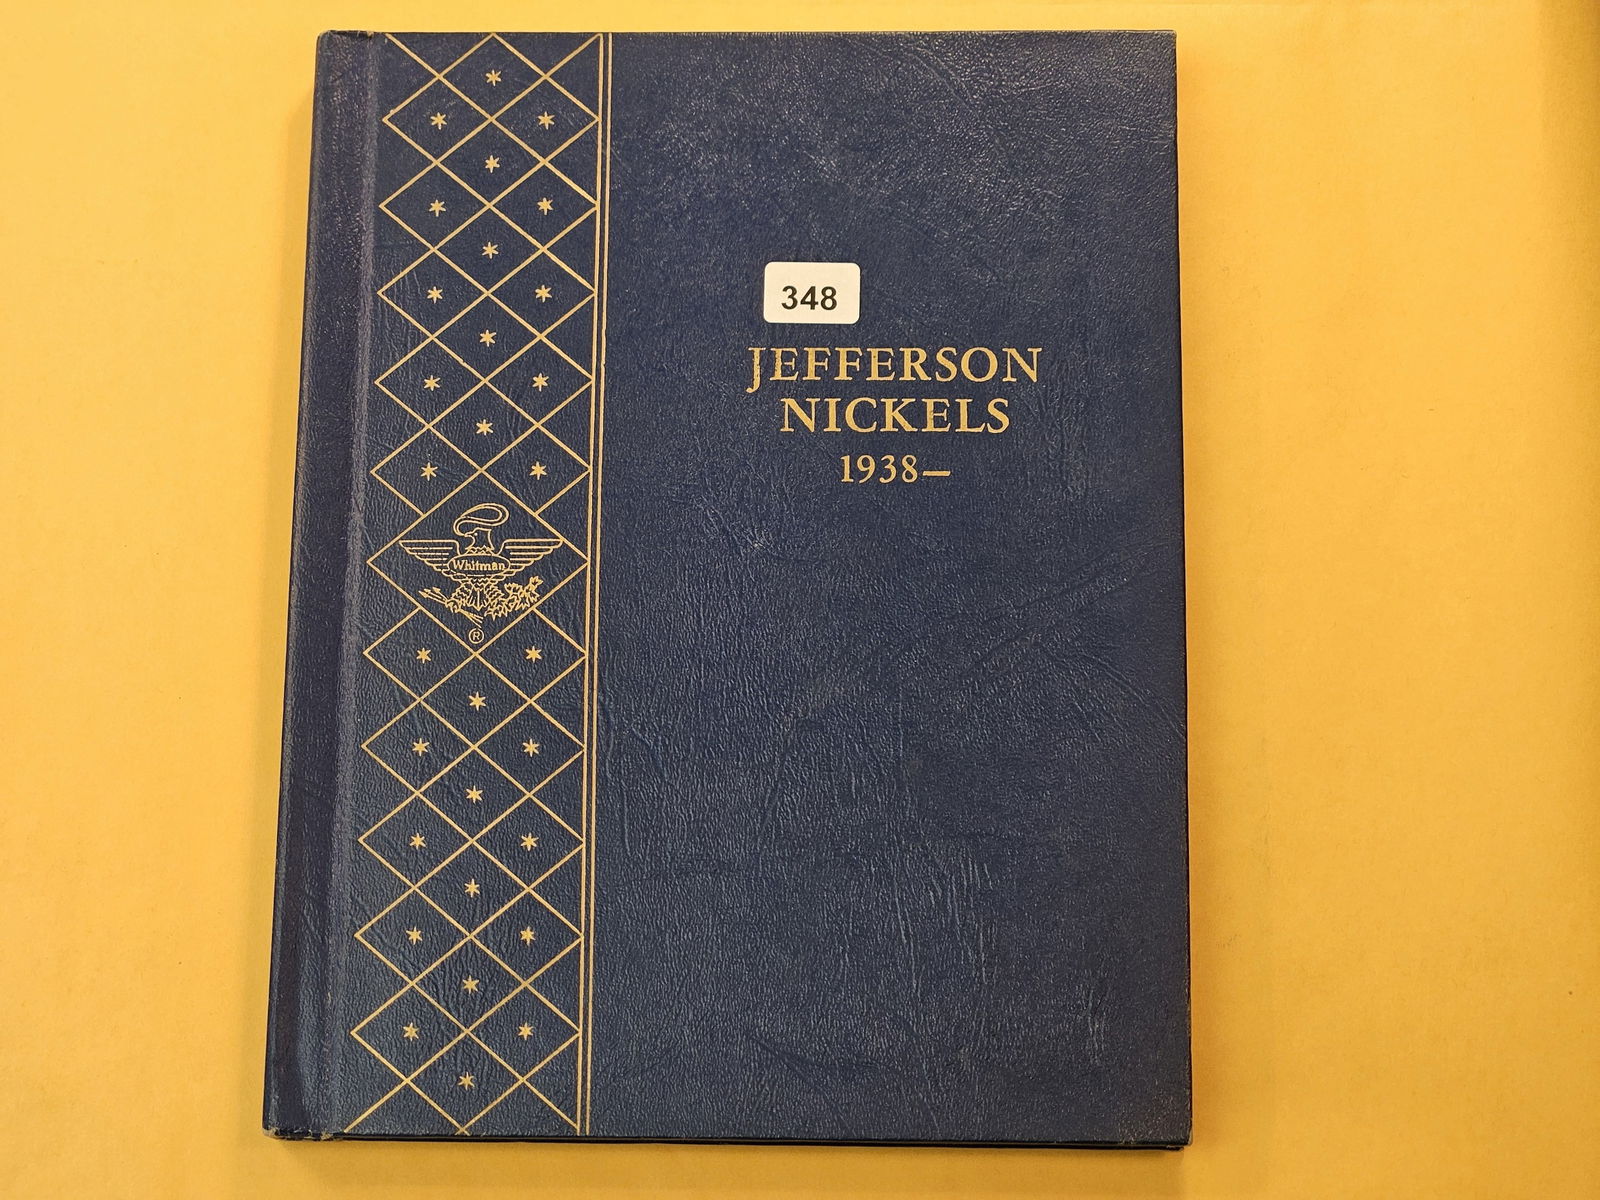 348
JEFFERSON
NICKELS
1938–
Whitman
®